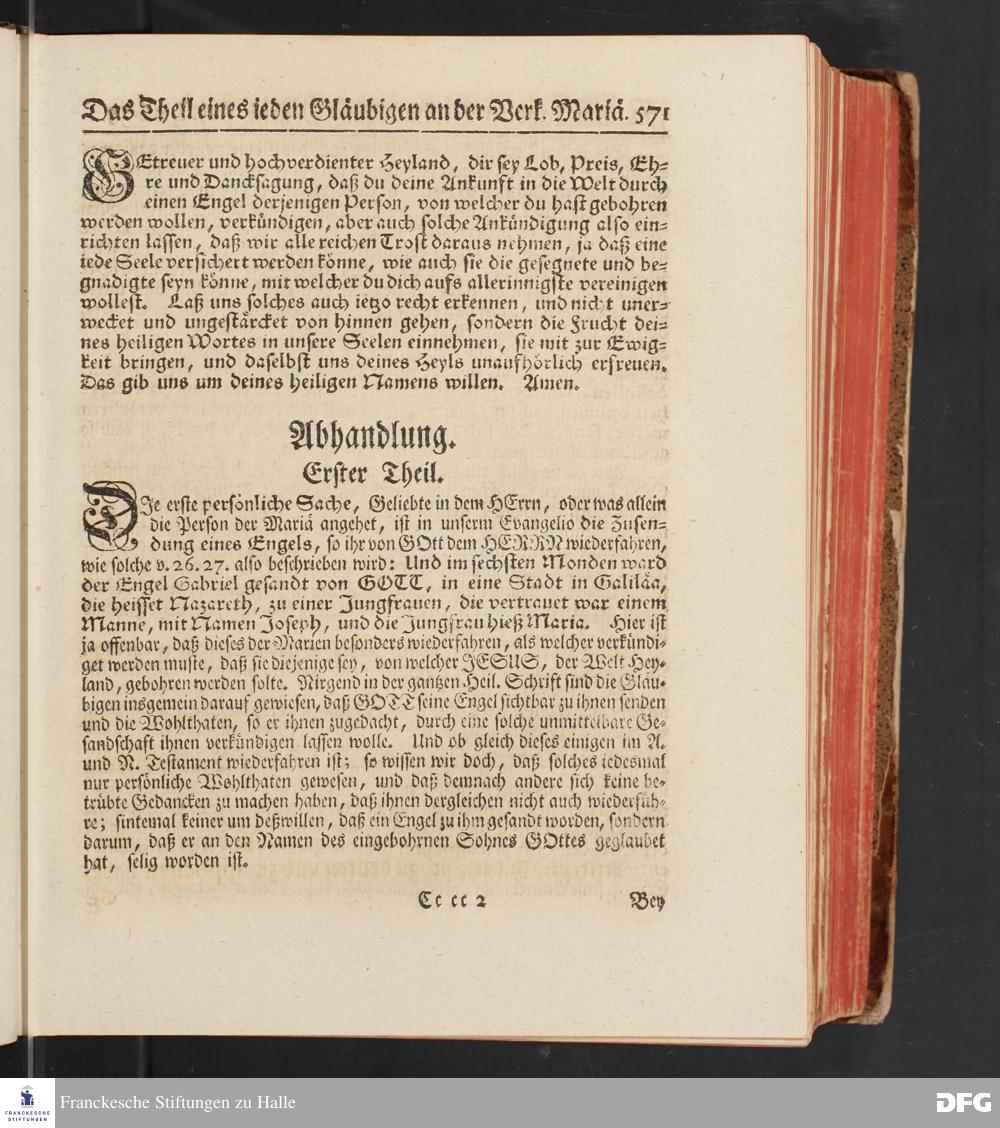 Das Theil eines ieden Gläubigen an der Verk. Mariä. 571
GEtreuer und hochverdienter Heyland, dir sey Lob, Preis, Eh-
re und Dancksagung, daß du deine Ankunft in die Welt durch
einen Engel derjenigen Person, von welcher du hast gebohren
werden wollen, verkündigen, aber auch solche Ankündigung also ein-
richten lassen, daß wir alle reichen Trost daraus nehmen, ja daß eine
iede Seele versichert werden könne, wie auch sie die gesegnete und be-
gnadigte seyn könne, mit welcher du dich aufs allerinnigste vereinigen
wollest. Laß uns solches auch ietzo recht erkennen, und nicht uner-
wecket und ungestärcket von hinnen gehen, sondern die Frucht dei-
nes heiligen Wortes in unsere Seelen einnehmen, sie mit zur Ewig-
keit bringen, und daselbst uns deines Heyls unaufhörlich erfreuen.
Das gib uns um deines heiligen Namens willen. Amen.
Abhandlung.
Erster Theil.
DIe erste persönliche Sache, Geliebte in dem HErrn, oder was allein
die Person der Mariä angehet, ist in unserm Evangelio die Zusen-
dung eines Engels, so ihr von GOtt dem HERRN wiederfahren,
wie solche v. 26. 27. also beschrieben wird: Und im sechsten Monden ward
der Engel Gabriel gesandt von GOTT, in eine Stadt in Galiläa,
die heisset Nazareth, zu einer Jungfrauen, die vertrauet war einem
Manne, mit Namen Joseph, und die Jungfrau hieß Maria. Hier ist
ja offenbar, daß dieses der Marien besonders wiederfahren, als welcher verkündi-
get werden muste, daß sie diejenige sey, von welcher JESUS, der Welt Hey-
land, gebohren werden solte. Nirgend in der gantzen Heil. Schrift sind die Gläu-
bigen insgemein darauf gewiesen, daß GOTT seine Engel sichtbar zu ihnen senden
und die Wohlthaten, so er ihnen zugedacht, durch eine solche unmittelbare Ge-
sandschaft ihnen verkündigen lassen wolle. Und ob gleich dieses einigen im A.
und N. Testament wiederfahren ist; so wissen wir doch, daß solches iedesmal
nur persönliche Wohlthaten gewesen, und daß demnach andere sich keine be-
trübte Gedancken zu machen haben, daß ihnen dergleichen nicht auch wiederfüh-
re; sintemal keiner um deßwillen, daß ein Engel zu ihm gesandt worden, sondern
darum, daß er an den Namen des eingebohrnen Sohnes GOttes geglaubet
hat, selig worden ist.
Cc cc 2 Bey
FRANCKESCHE
STIFTUNGEN
Franckesche Stiftungen zu Halle
DFG